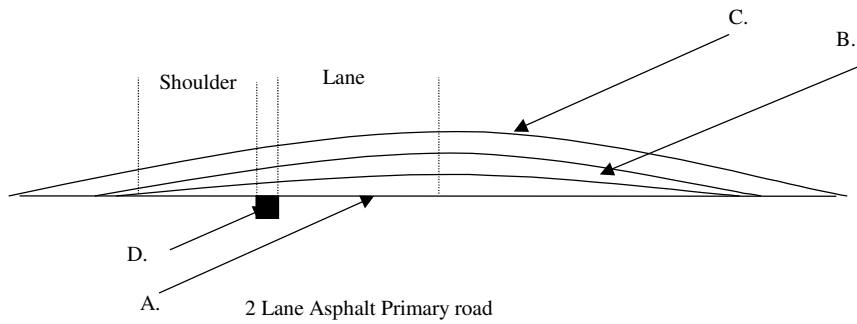 C.
B.
Shoulder
Lane
D.
A.
2 Lane Asphalt Primary road